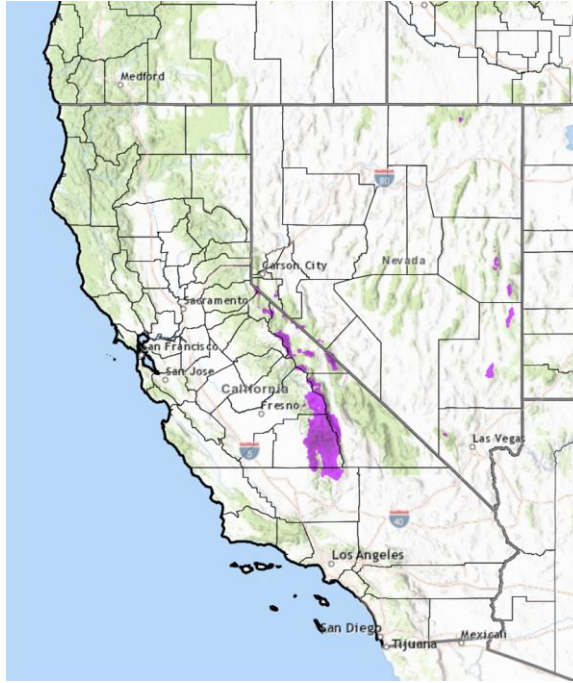 Medford
80
Carson City
Nevada
Sacramento
San Francisco
San Jose
California
Fresno
5
Las Vegas
40
Los Angeles
San Diego
Tijuana
Mexicali